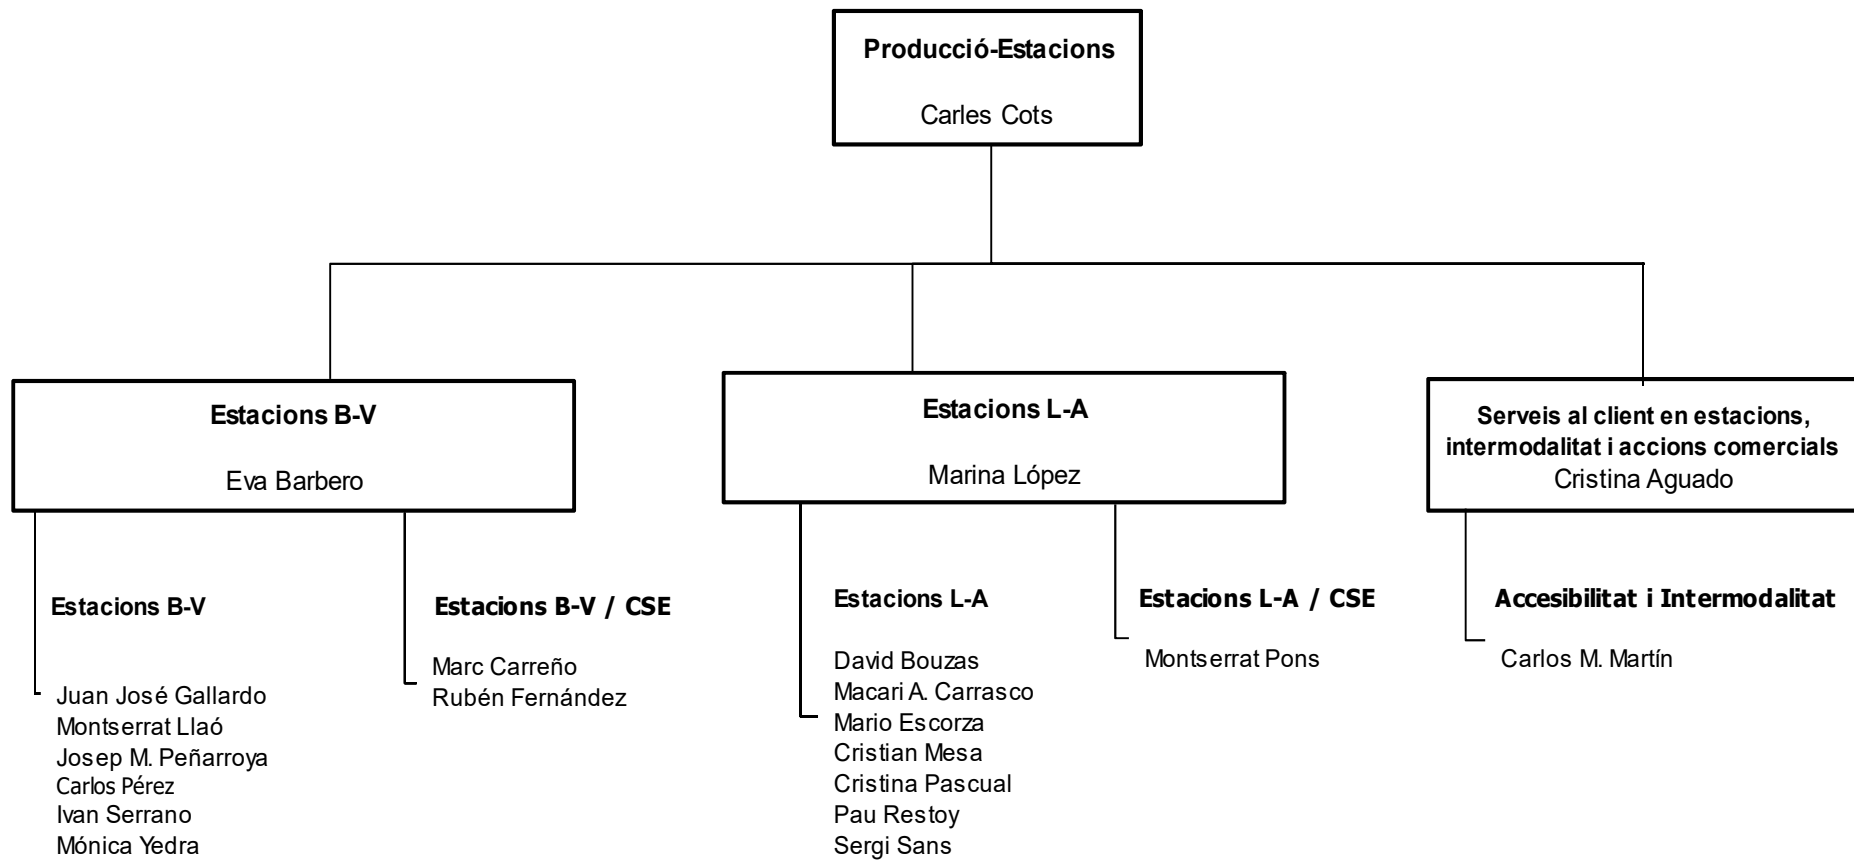 Producció-Estacions
Carles Cots
Estacions B-V
Eva Barbero
Estacions L-A
Marina López
Serveis al client en estacions,
intermodalitat i accions comercials
Cristina Aguado
Estacions B-V
Juan José Gallardo
Montserrat Llaó
Josep M. Peñarroya
Carlos Pérez
Ivan Serrano
Mónica Yedra
Estacions B-V / CSE
Marc Carreño
Rubén Fernández
Estacions L-A
David Bouzas
Macari A. Carrasco
Mario Escorza
Cristian Mesa
Cristina Pascual
Pau Restoy
Sergi Sans
Estacions L-A / CSE
Montserrat Pons
Accesibilitat i Intermodalitat
Carlos M. Martín